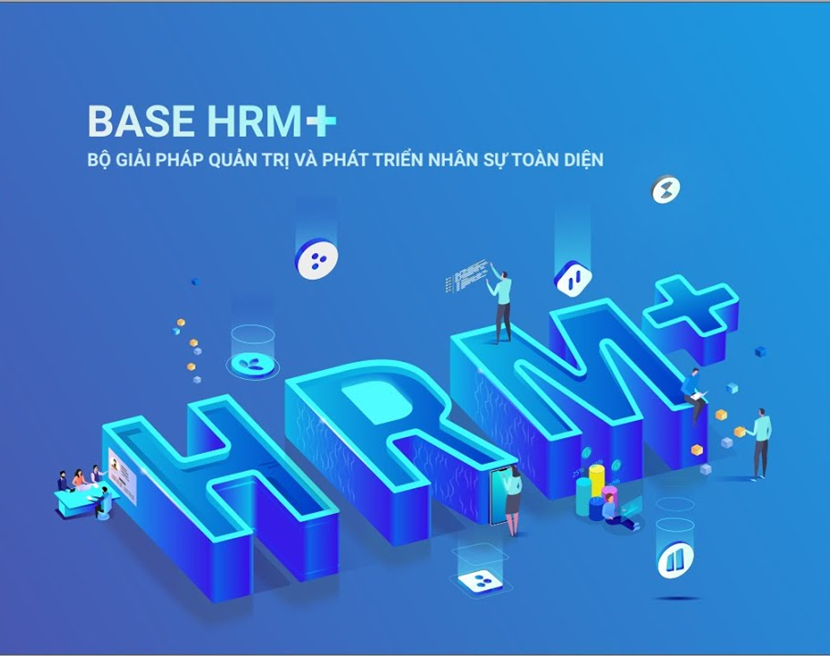 BASE HRM+
BỘ GIẢI PHÁP QUẢN TRỊ VÀ PHÁT TRIỂN NHÂN SỰ TOÀN DIỆN
HRM+